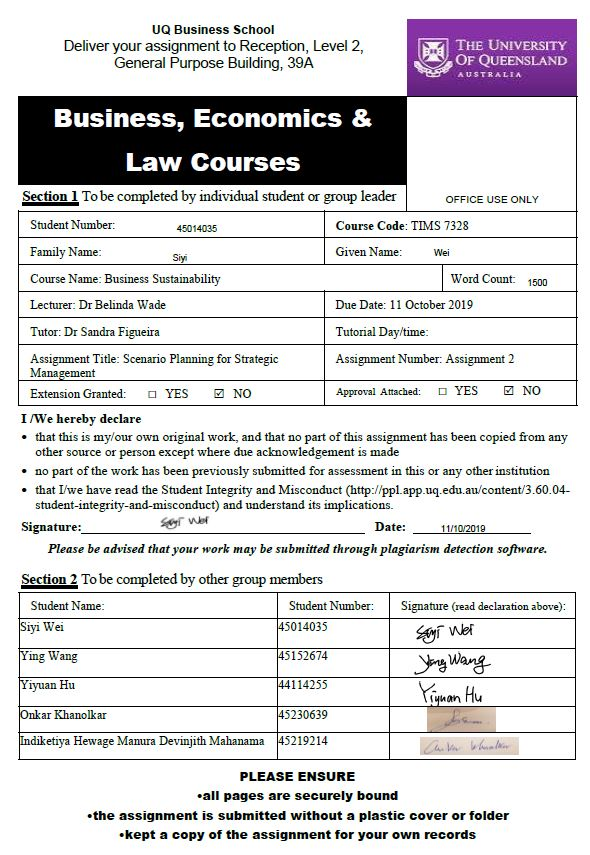 UQ Business School
Deliver your assignment to Reception, Level 2,
General Purpose Building, 39A
THE UNIVERSITY
OF QUEENSLAND
AUSTRALIA
Business, Economics &
Law Courses
Section 1 To be completed by individual student or group leader
OFFICE USE ONLY
Student Number: 45014035
Course Code: TIMS 7328
Family Name: Siyi
Given Name: Wei
Course Name: Business Sustainability
Word Count: 1500
Lecturer: Dr Belinda Wade
Due Date: 11 October 2019
Tutor: Dr Sandra Figueira
Tutorial Day/time:
Assignment Title: Scenario Planning for Strategic
Management
Assignment Number: Assignment 2
Extension Granted: ☐ YES ☑ NO
Approval Attached: ☐ YES ☑ NO
I /We hereby declare
• that this is my/our own original work, and that no part of this assignment has been copied from any
other source or person except where due acknowledgement is made
• no part of the work has been previously submitted for assessment in this or any other institution
• that I/we have read the Student Integrity and Misconduct (http://ppl.app.uq.edu.au/content/3.60.04-
student-integrity-and-misconduct) and understand its implications.
Signature: Siyi Wei Date: 11/10/2019
Please be advised that your work may be submitted through plagiarism detection software.
Section 2 To be completed by other group members
Student Name: Student Number: Signature (read declaration above):
Siyi Wei 45014035 Siyi Wei
Ying Wang 45152674 Ying Wang
Yiyuan Hu 44114255 Yiyuan Hu
Onkar Khanolkar 45230639
Indiketiya Hewage Manura Devinjith Mahanama 45219214
PLEASE ENSURE
•all pages are securely bound
•the assignment is submitted without a plastic cover or folder
•kept a copy of the assignment for your own records